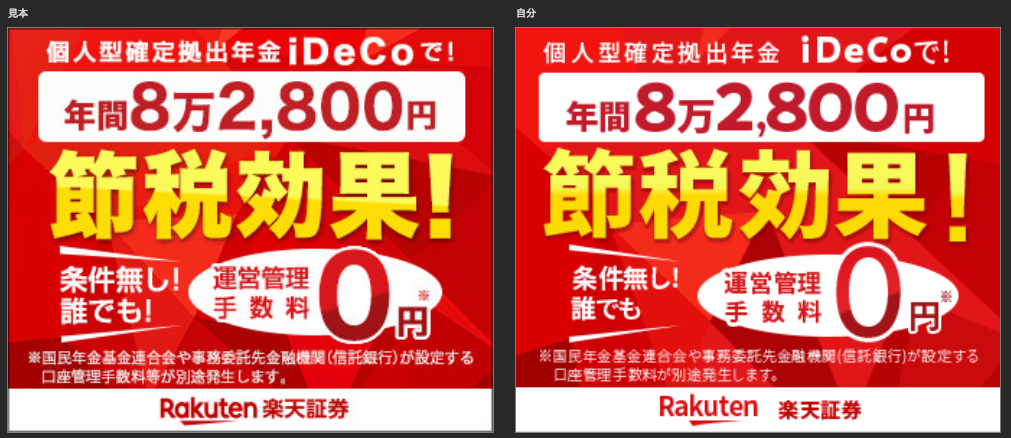 見本
個人型確定拠出年金iDeCoで!
年間8万2,800円
節税効果!
条件無し!
誰でも!
運営管理
手数料
0円※
※国民年金基金連合会や事務委託先金融機関(信託銀行)が設定する
口座管理手数料等が別途発生します。
Rakuten 楽天証券
自分
個人型確定拠出年金 iDeCoで!
年間8万2,800円
節税効果!
条件無し!
誰でも
運営管理
手数料
0円※
※国民年金基金連合会や事務委託先金融機関(信託銀行)が設定する
口座管理手数料が別途発生します。
Rakuten 楽天証券